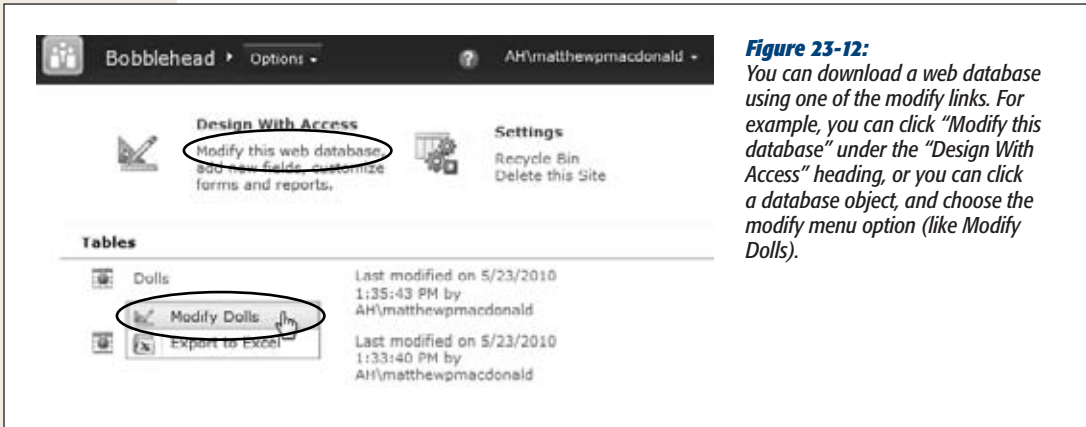 Bobblehead ▸ Options ▾
AH\matthewpmacdonald ▾
Design With Access
Modify this web database,
add new fields, customize
forms and reports.
Settings
Recycle Bin
Delete this Site
Tables
Dolls
Last modified on 5/23/2010
1:35:43 PM by
AH\matthewpmacdonald
Modify Dolls
Export to Excel
Last modified on 5/23/2010
1:33:40 PM by
AH\matthewpmacdonald
Figure 23-12:
You can download a web database
using one of the modify links. For
example, you can click “Modify this
database” under the “Design With
Access” heading, or you can click
a database object, and choose the
modify menu option (like Modify
Dolls).